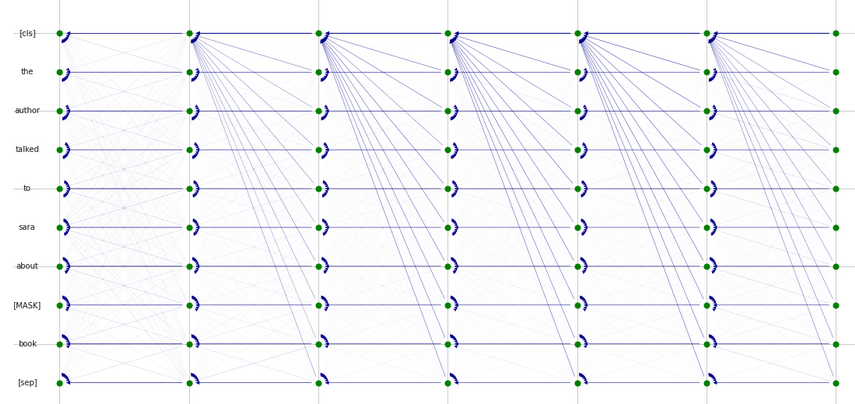 [cls]
the
author
talked
to
sara
about
[MASK]
book
[sep]